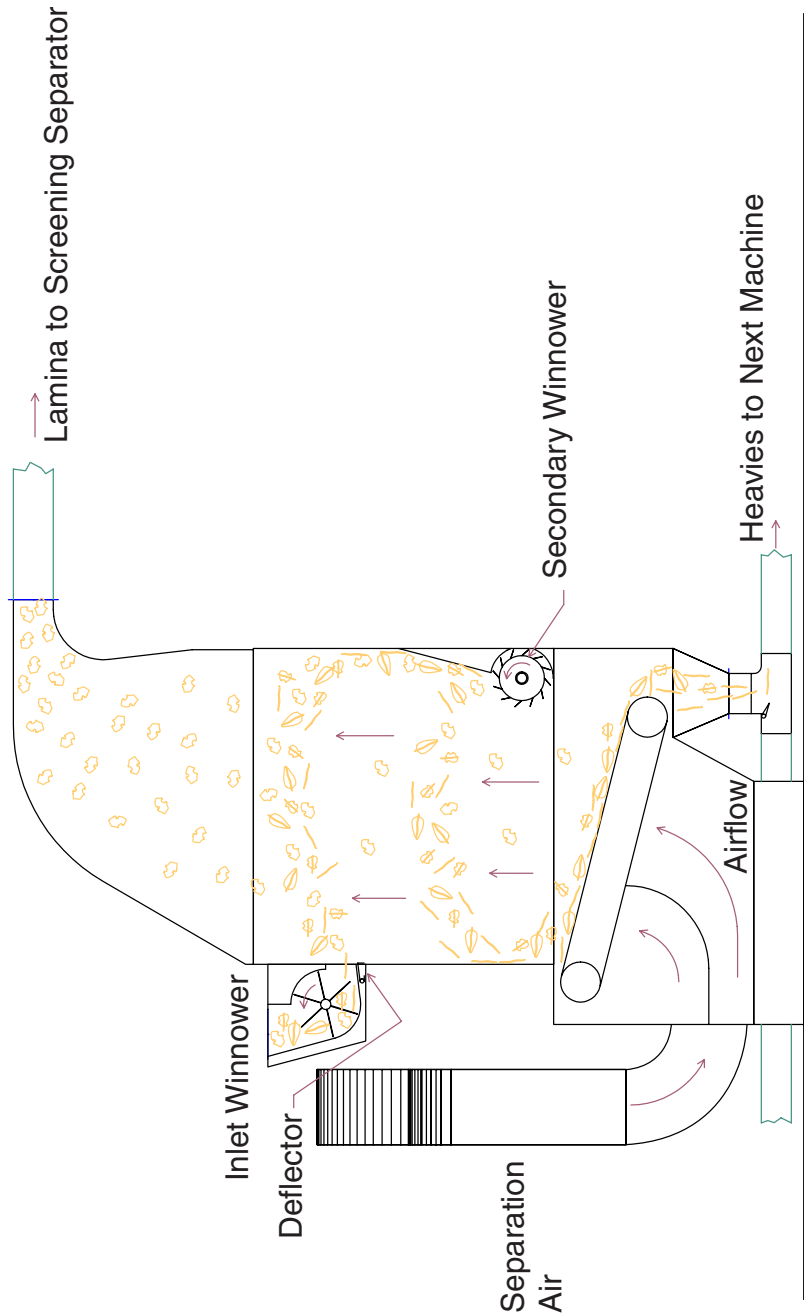 Lamina to Screening Separator
Inlet Winnower
Deflector
Separation
Air
Secondary Winnower
Airflow
Heavies to Next Machine